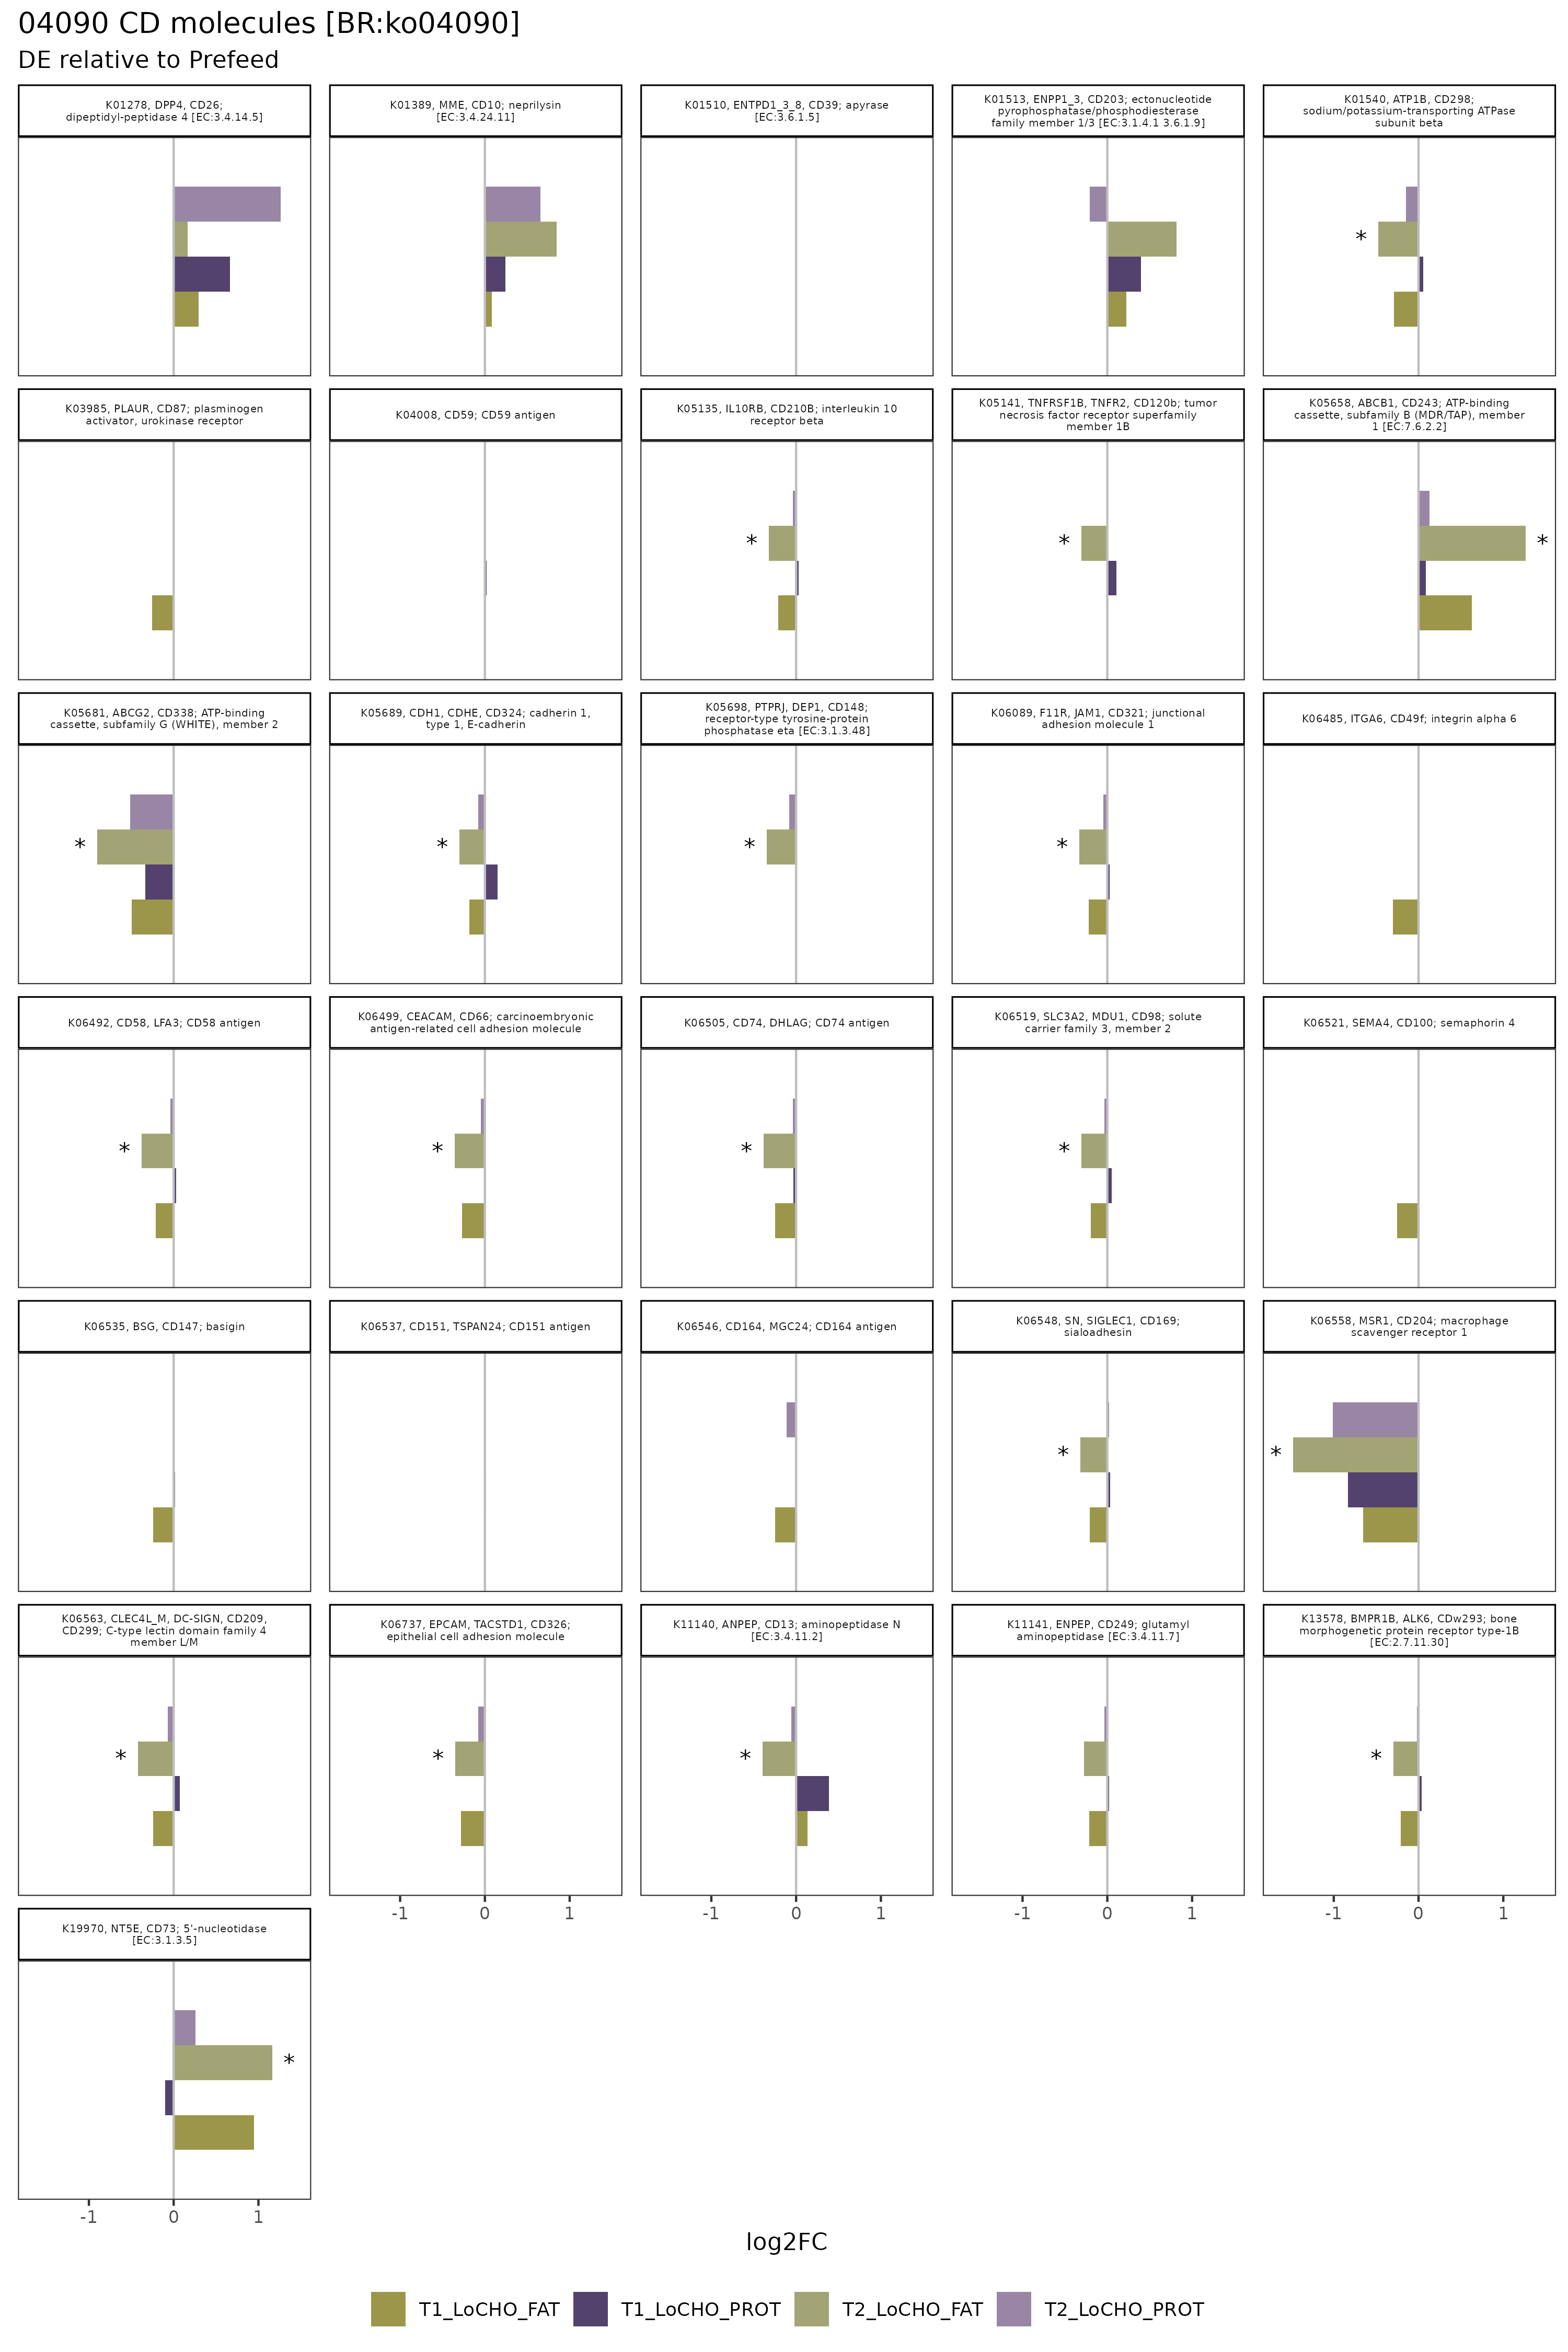 04090 CD molecules [BR:ko04090]
DE relative to Prefeed
K01278, DPP4, CD26;
dipeptidyl-peptidase 4 [EC:3.4.14.5]
K01389, MME, CD10; neprilysin
[EC:3.4.24.11]
K01510, ENTPD1_3_8, CD39; apyrase
[EC:3.6.1.5]
K01513, ENPP1_3, CD203; ectonucleotide
pyrophosphatase/phosphodiesterase
family member 1/3 [EC:3.1.4.1 3.6.1.9]
K01540, ATP1B, CD298;
sodium/potassium-transporting ATPase
subunit beta
*
K03985, PLAUR, CD87; plasminogen
activator, urokinase receptor
K04008, CD59; CD59 antigen
K05135, IL10RB, CD210B; interleukin 10
receptor beta
*
K05141, TNFRSF1B, TNFR2, CD120b; tumor
necrosis factor receptor superfamily
member 1B
*
K05658, ABCB1, CD243; ATP-binding
cassette, subfamily B (MDR/TAP), member
1 [EC:7.6.2.2]
*
K05681, ABCG2, CD338; ATP-binding
cassette, subfamily G (WHITE), member 2
*
K05689, CDH1, CDHE, CD324; cadherin 1,
type 1, E-cadherin
*
K05698, PTPRJ, DEP1, CD148;
receptor-type tyrosine-protein
phosphatase eta [EC:3.1.3.48]
*
K06089, F11R, JAM1, CD321; junctional
adhesion molecule 1
*
K06485, ITGA6, CD49f; integrin alpha 6
K06492, CD58, LFA3; CD58 antigen
*
K06499, CEACAM, CD66; carcinoembryonic
antigen-related cell adhesion molecule
*
K06505, CD74, DHLAG; CD74 antigen
*
K06519, SLC3A2, MDU1, CD98; solute
carrier family 3, member 2
*
K06521, SEMA4, CD100; semaphorin 4
K06535, BSG, CD147; basigin
K06537, CD151, TSPAN24; CD151 antigen
K06546, CD164, MGC24; CD164 antigen
K06548, SN, SIGLEC1, CD169;
sialoadhesin
*
K06558, MSR1, CD204; macrophage
scavenger receptor 1
*
K06563, CLEC4L_M, DC-SIGN, CD209,
CD299; C-type lectin domain family 4
member L/M
*
K06737, EPCAM, TACSTD1, CD326;
epithelial cell adhesion molecule
*
K11140, ANPEP, CD13; aminopeptidase N
[EC:3.4.11.2]
*
K11141, ENPEP, CD249; glutamyl
aminopeptidase [EC:3.4.11.7]
K13578, BMPR1B, ALK6, CDw293; bone
morphogenetic protein receptor type-1B
[EC:2.7.11.30]
*
-1 0 1 -1 0 1 -1 0 1 -1 0 1
K19970, NT5E, CD73; 5'-nucleotidase
[EC:3.1.3.5]
*
-1 0 1
log2FC
T1_LoCHO_FAT T1_LoCHO_PROT T2_LoCHO_FAT T2_LoCHO_PROT